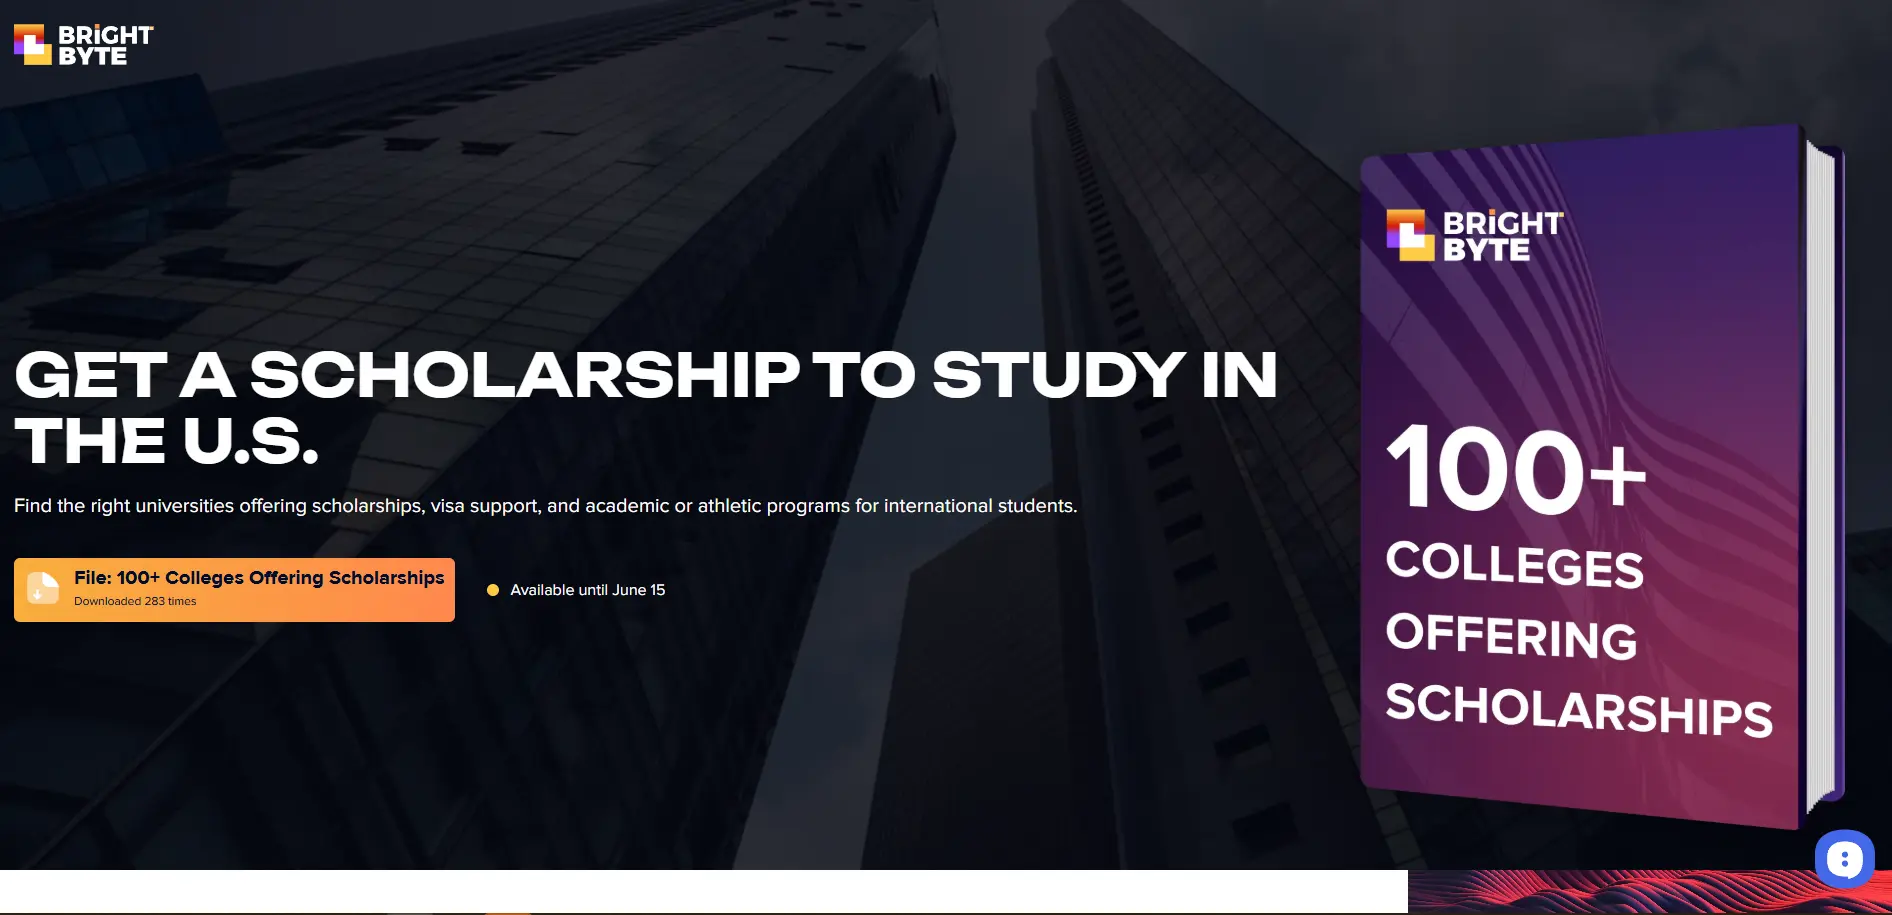 BRiGHT
BYTE
GET A SCHOLARSHIP TO STUDY IN
THE U.S.
Find the right universities offering scholarships, visa support, and academic or athletic programs for international students.
File: 100+ Colleges Offering Scholarships
Downloaded 283 times
Available until June 15
BRiGHT
BYTE
100+
COLLEGES
OFFERING
SCHOLARSHIPS